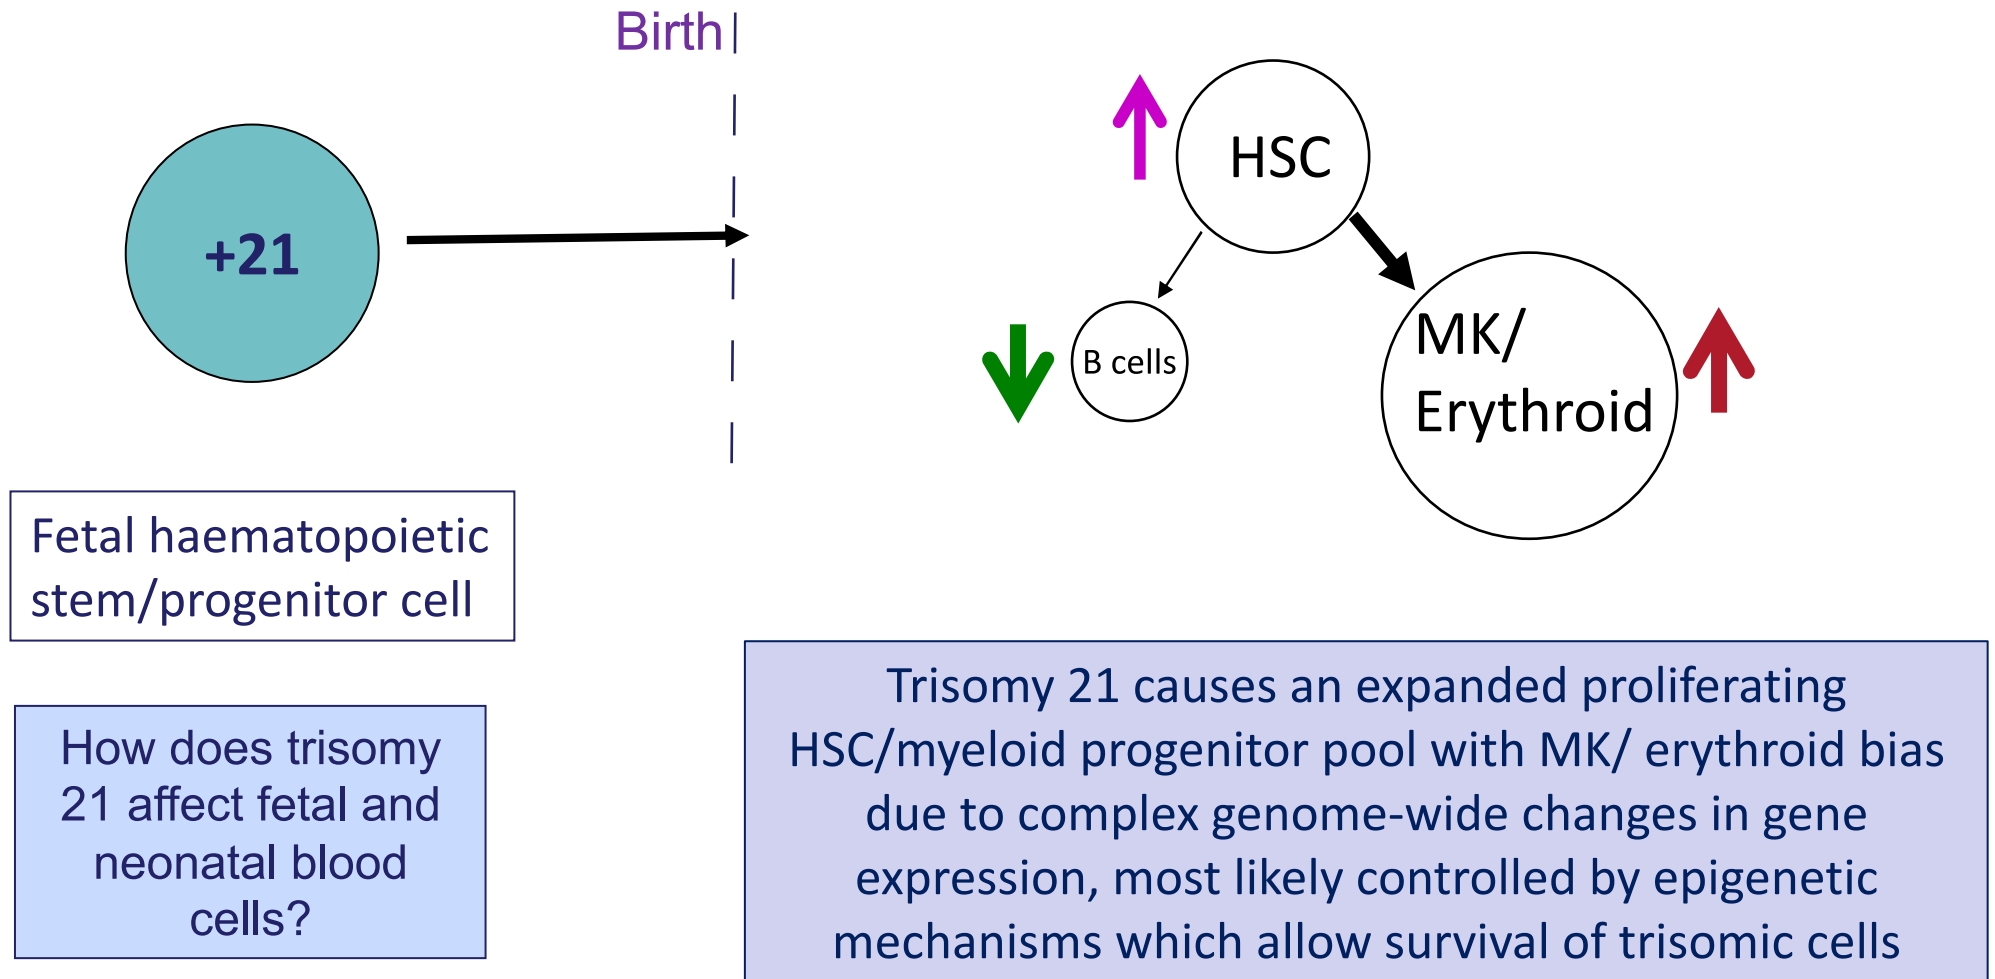 Birth
+21
HSC
B cells
MK/
Erythroid
Fetal haematopoietic
stem/progenitor cell
How does trisomy
21 affect fetal and
neonatal blood
cells?
Trisomy 21 causes an expanded proliferating
HSC/myeloid progenitor pool with MK/ erythroid bias
due to complex genome-wide changes in gene
expression, most likely controlled by epigenetic
mechanisms which allow survival of trisomic cells